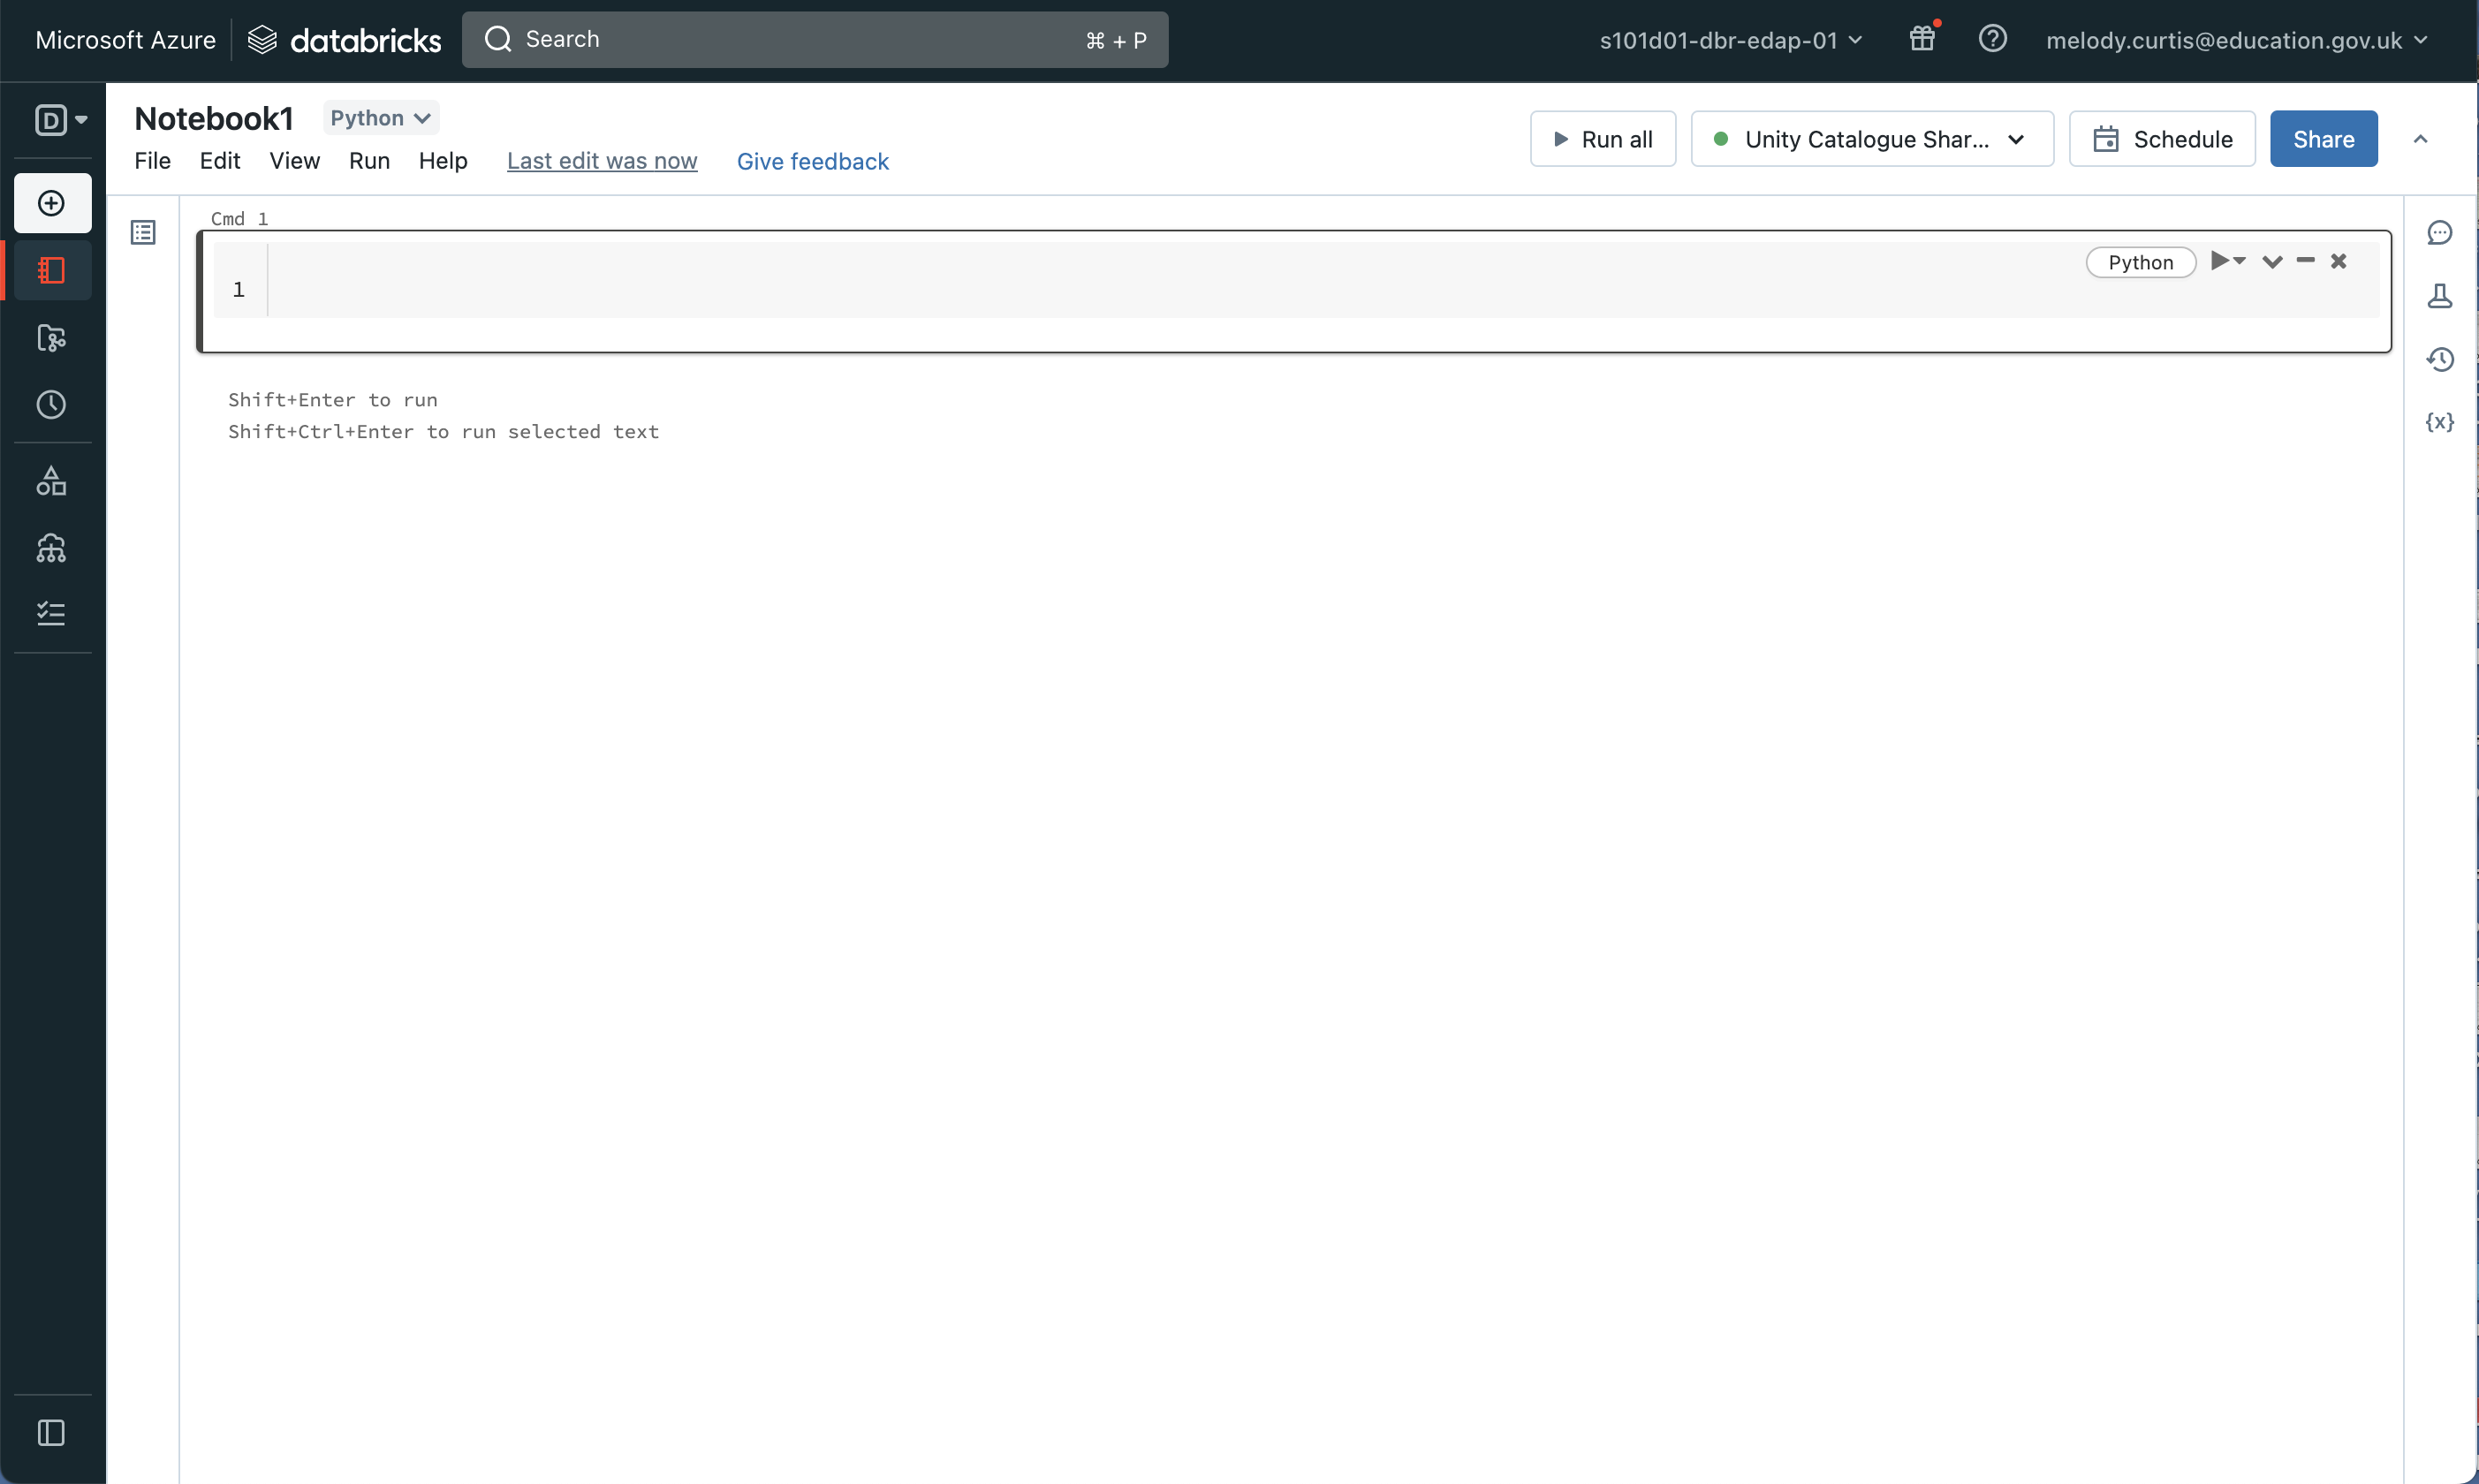 Microsoft Azure databricks Search ⌘ + P s101d01-dbr-edap-01 melody.curtis@education.gov.uk
D
Notebook1 Python
File Edit View Run Help Last edit was now Give feedback
Run all Unity Catalogue Shar... Schedule Share
Cmd 1
Python
1
Shift+Enter to run
Shift+Ctrl+Enter to run selected text
{x}